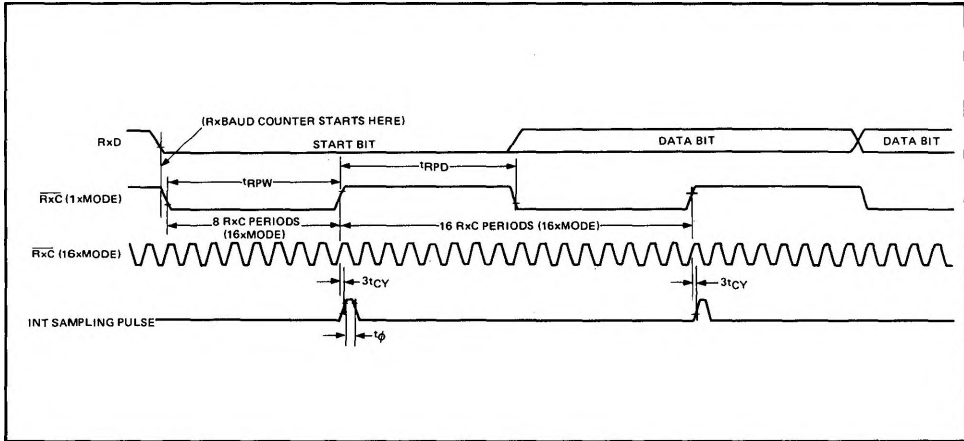 (RxBAUD COUNTER STARTS HERE)
RxD
START BIT
DATA BIT
DATA BIT
tRPW
tRPD
RxC (1xMODE)
8 RxC PERIODS
(16xMODE)
16 RxC PERIODS (16xMODE)
RxC (16xMODE)
3tCY
3tCY
INT SAMPLING PULSE
tϕ